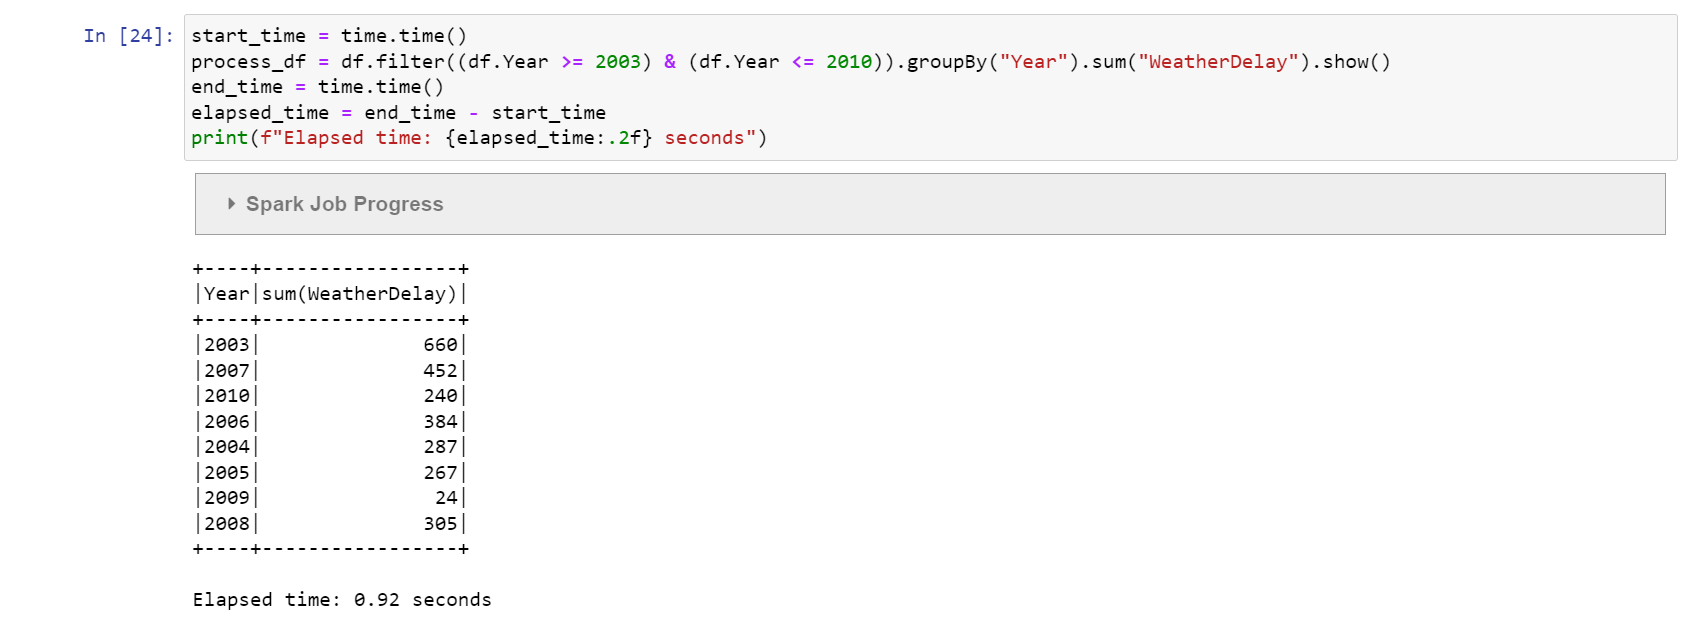 In [24]:
start_time = time.time()
process_df = df.filter((df.Year >= 2003) & (df.Year <= 2010)).groupBy("Year").sum("WeatherDelay").show()
end_time = time.time()
elapsed_time = end_time - start_time
print(f"Elapsed time: {elapsed_time:.2f} seconds")
Spark Job Progress
+----+-----------------+
|Year|sum(WeatherDelay)|
+----+-----------------+
|2003|              660|
|2007|              452|
|2010|              240|
|2006|              384|
|2004|              287|
|2005|              267|
|2009|               24|
|2008|              305|
+----+-----------------+
Elapsed time: 0.92 seconds